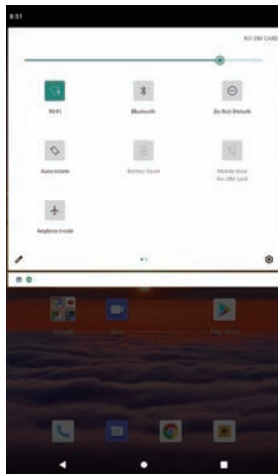 8:51
NO SIM CARD
Wi-Fi
Bluetooth
Do Not Disturb
Auto-rotate
Battery Saver
Mobile data
No SIM card
Airplane mode
Google
Duo
Play Store